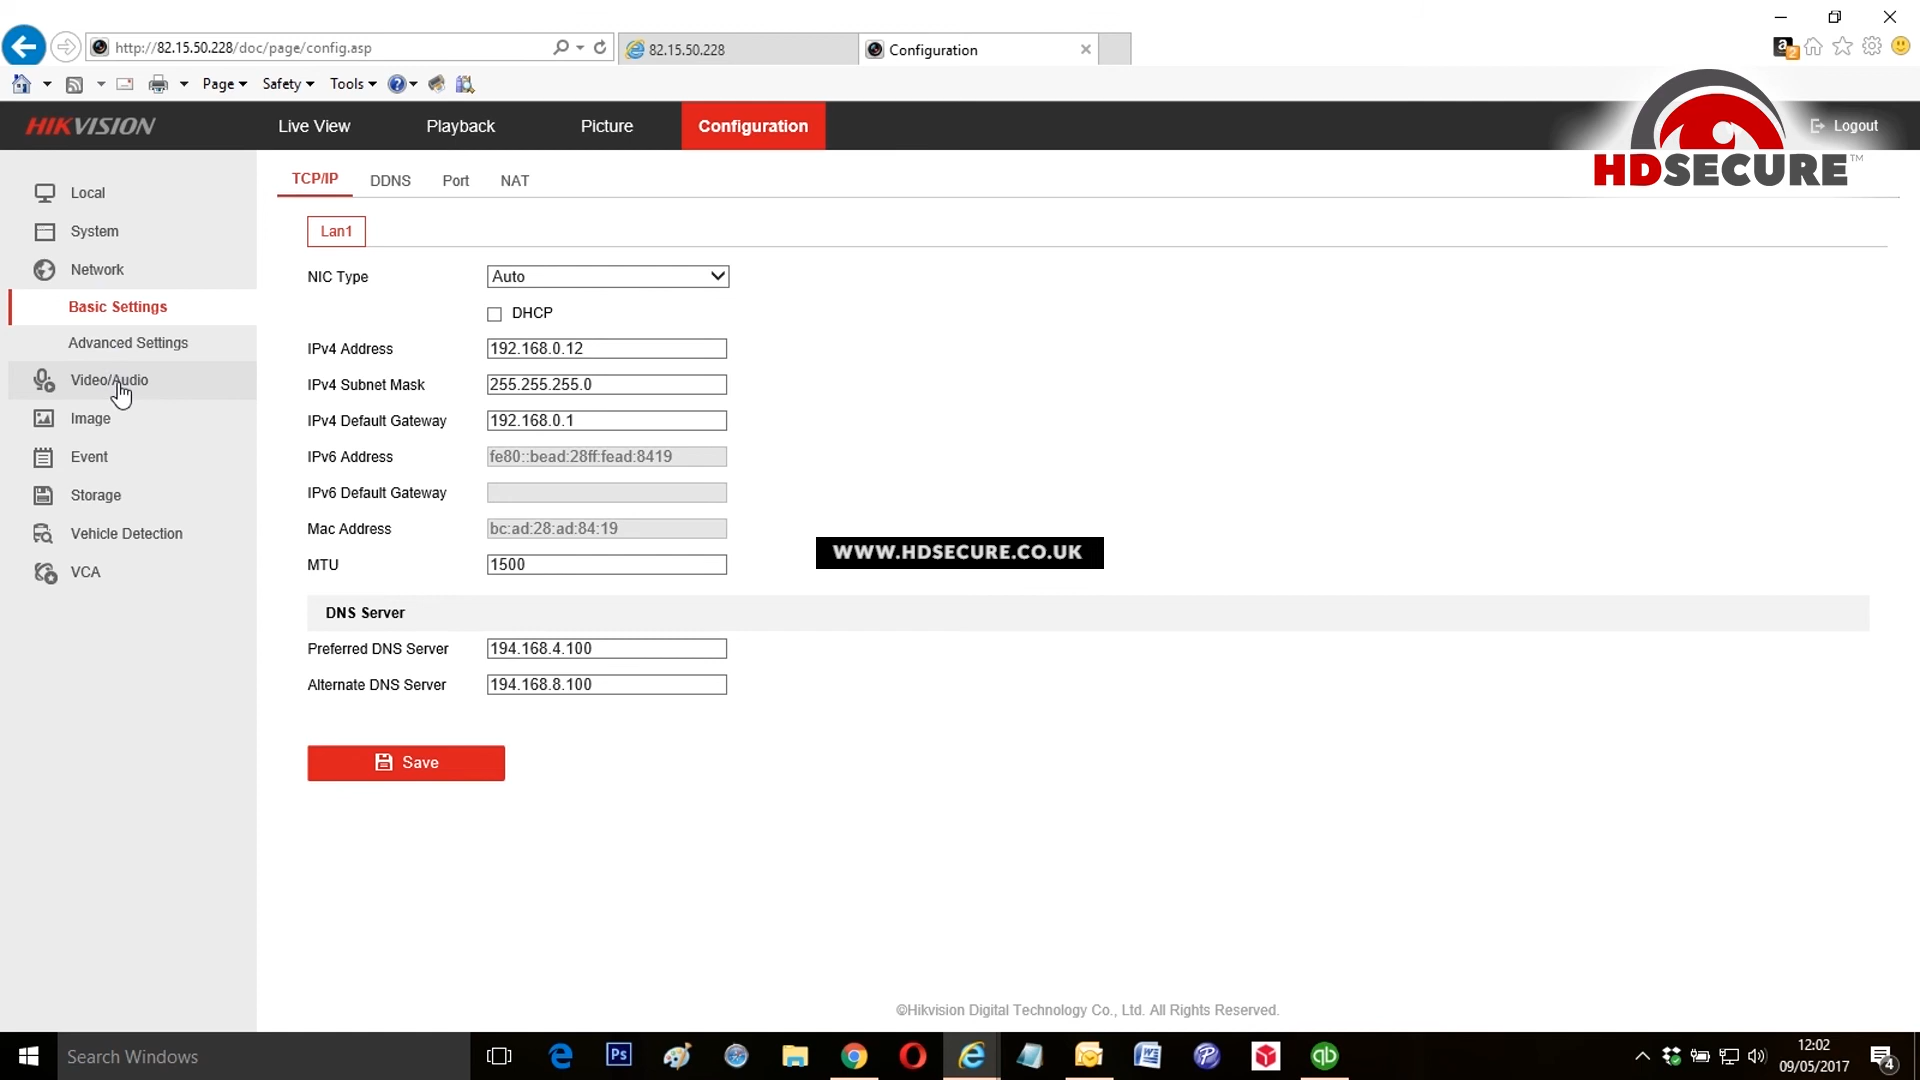 http://82.15.50.228/doc/page/config.asp
82.15.50.228
Configuration
Page
Safety
Tools
HIKVISION
Live View
Playback
Picture
Configuration
Logout
HDSECURE™
Local
System
Network
Basic Settings
Advanced Settings
Video/Audio
Image
Event
Storage
Vehicle Detection
VCA
TCP/IP
DDNS
Port
NAT
Lan1
NIC Type
Auto
DHCP
IPv4 Address
192.168.0.12
IPv4 Subnet Mask
255.255.255.0
IPv4 Default Gateway
192.168.0.1
IPv6 Address
fe80::bead:28ff:fead:8419
IPv6 Default Gateway
Mac Address
bc:ad:28:ad:84:19
MTU
1500
WWW.HDSECURE.CO.UK
DNS Server
Preferred DNS Server
194.168.4.100
Alternate DNS Server
194.168.8.100
Save
©Hikvision Digital Technology Co., Ltd. All Rights Reserved.
Search Windows
Ps
qb
12:02
09/05/2017
4